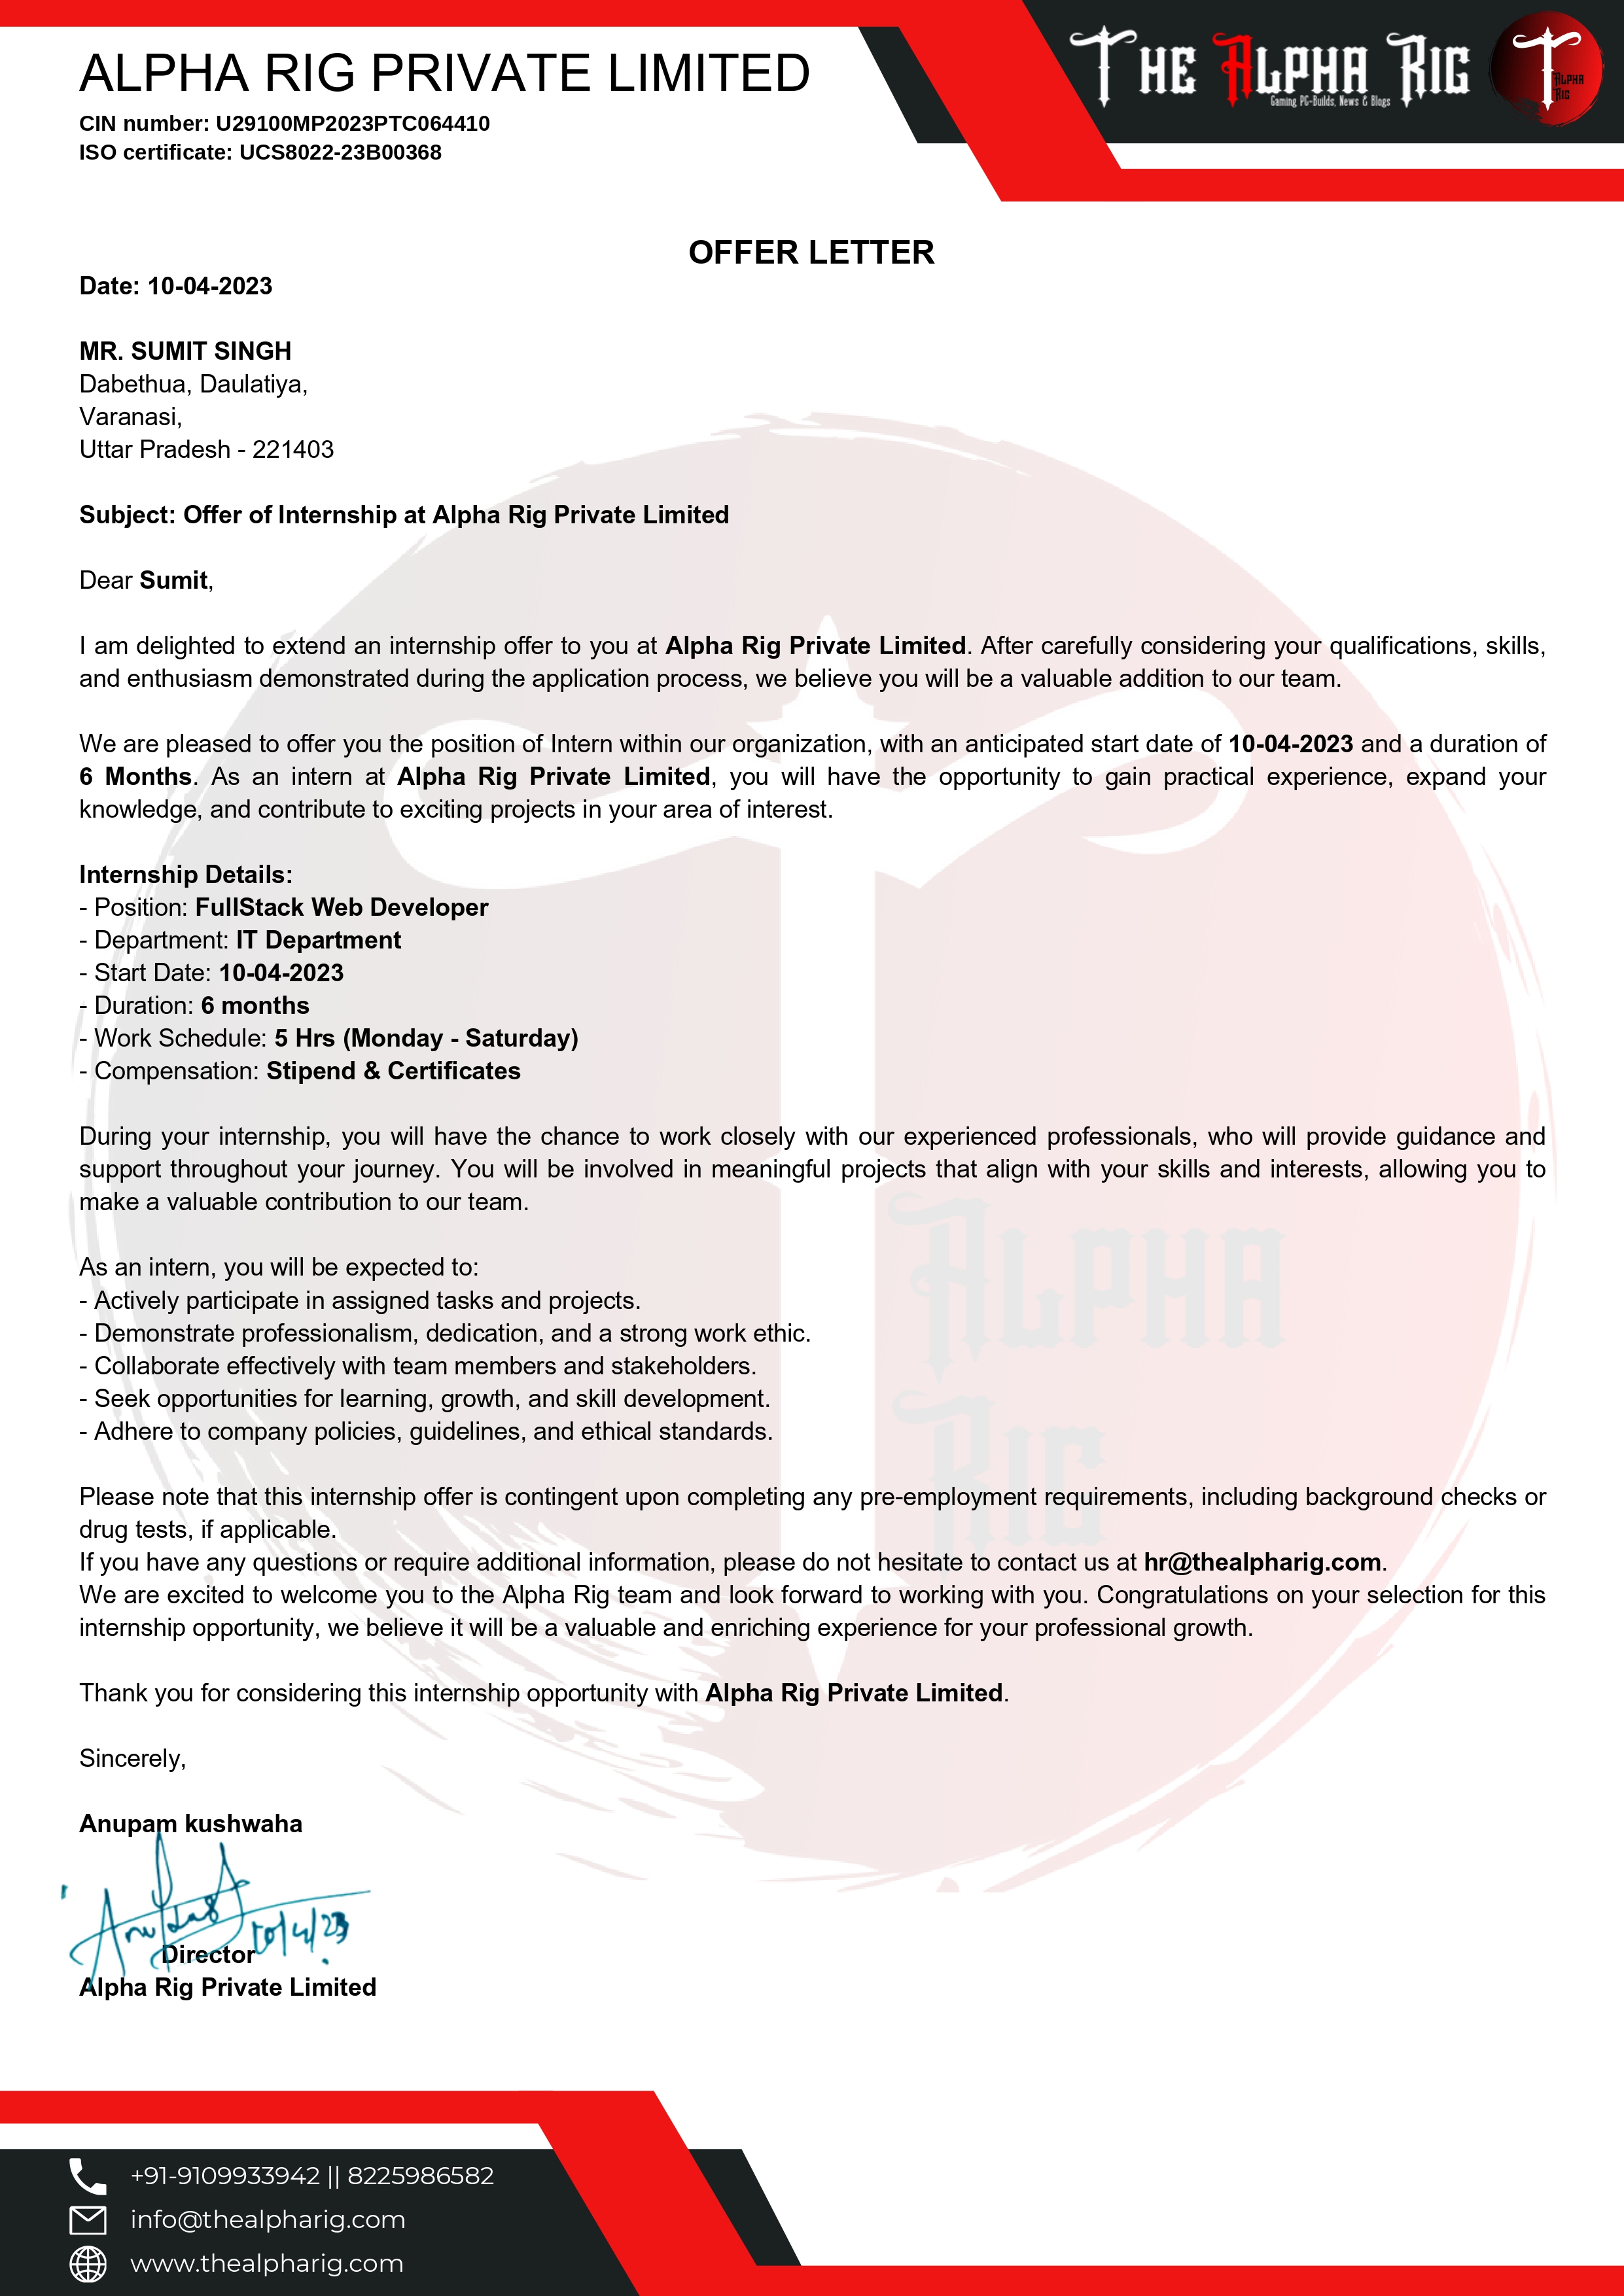 ALPHA RIG PRIVATE LIMITED
CIN number: U29100MP2023PTC064410
ISO certificate: UCS8022-23B00368
THE ALPHA RIG
Gaming PC-Builds, News & Blogs
ALPHA
RIG
OFFER LETTER
Date: 10-04-2023
MR. SUMIT SINGH
Dabethua, Daulatiya,
Varanasi,
Uttar Pradesh - 221403
Subject: Offer of Internship at Alpha Rig Private Limited
Dear Sumit,
I am delighted to extend an internship offer to you at Alpha Rig Private Limited. After carefully considering your qualifications, skills,
and enthusiasm demonstrated during the application process, we believe you will be a valuable addition to our team.
We are pleased to offer you the position of Intern within our organization, with an anticipated start date of 10-04-2023 and a duration of
6 Months. As an intern at Alpha Rig Private Limited, you will have the opportunity to gain practical experience, expand your
knowledge, and contribute to exciting projects in your area of interest.
Internship Details:
- Position: FullStack Web Developer
- Department: IT Department
- Start Date: 10-04-2023
- Duration: 6 months
- Work Schedule: 5 Hrs (Monday - Saturday)
- Compensation: Stipend & Certificates
During your internship, you will have the chance to work closely with our experienced professionals, who will provide guidance and
support throughout your journey. You will be involved in meaningful projects that align with your skills and interests, allowing you to
make a valuable contribution to our team.
As an intern, you will be expected to:
- Actively participate in assigned tasks and projects.
- Demonstrate professionalism, dedication, and a strong work ethic.
- Collaborate effectively with team members and stakeholders.
- Seek opportunities for learning, growth, and skill development.
- Adhere to company policies, guidelines, and ethical standards.
ALPHA
RIG
Please note that this internship offer is contingent upon completing any pre-employment requirements, including background checks or
drug tests, if applicable.
If you have any questions or require additional information, please do not hesitate to contact us at hr@thealpharig.com.
We are excited to welcome you to the Alpha Rig team and look forward to working with you. Congratulations on your selection for this
internship opportunity, we believe it will be a valuable and enriching experience for your professional growth.
Thank you for considering this internship opportunity with Alpha Rig Private Limited.
Sincerely,
Anupam kushwaha
10/4/23
Director
Alpha Rig Private Limited
+91-9109933942 || 8225986582
info@thealpharig.com
www.thealpharig.com